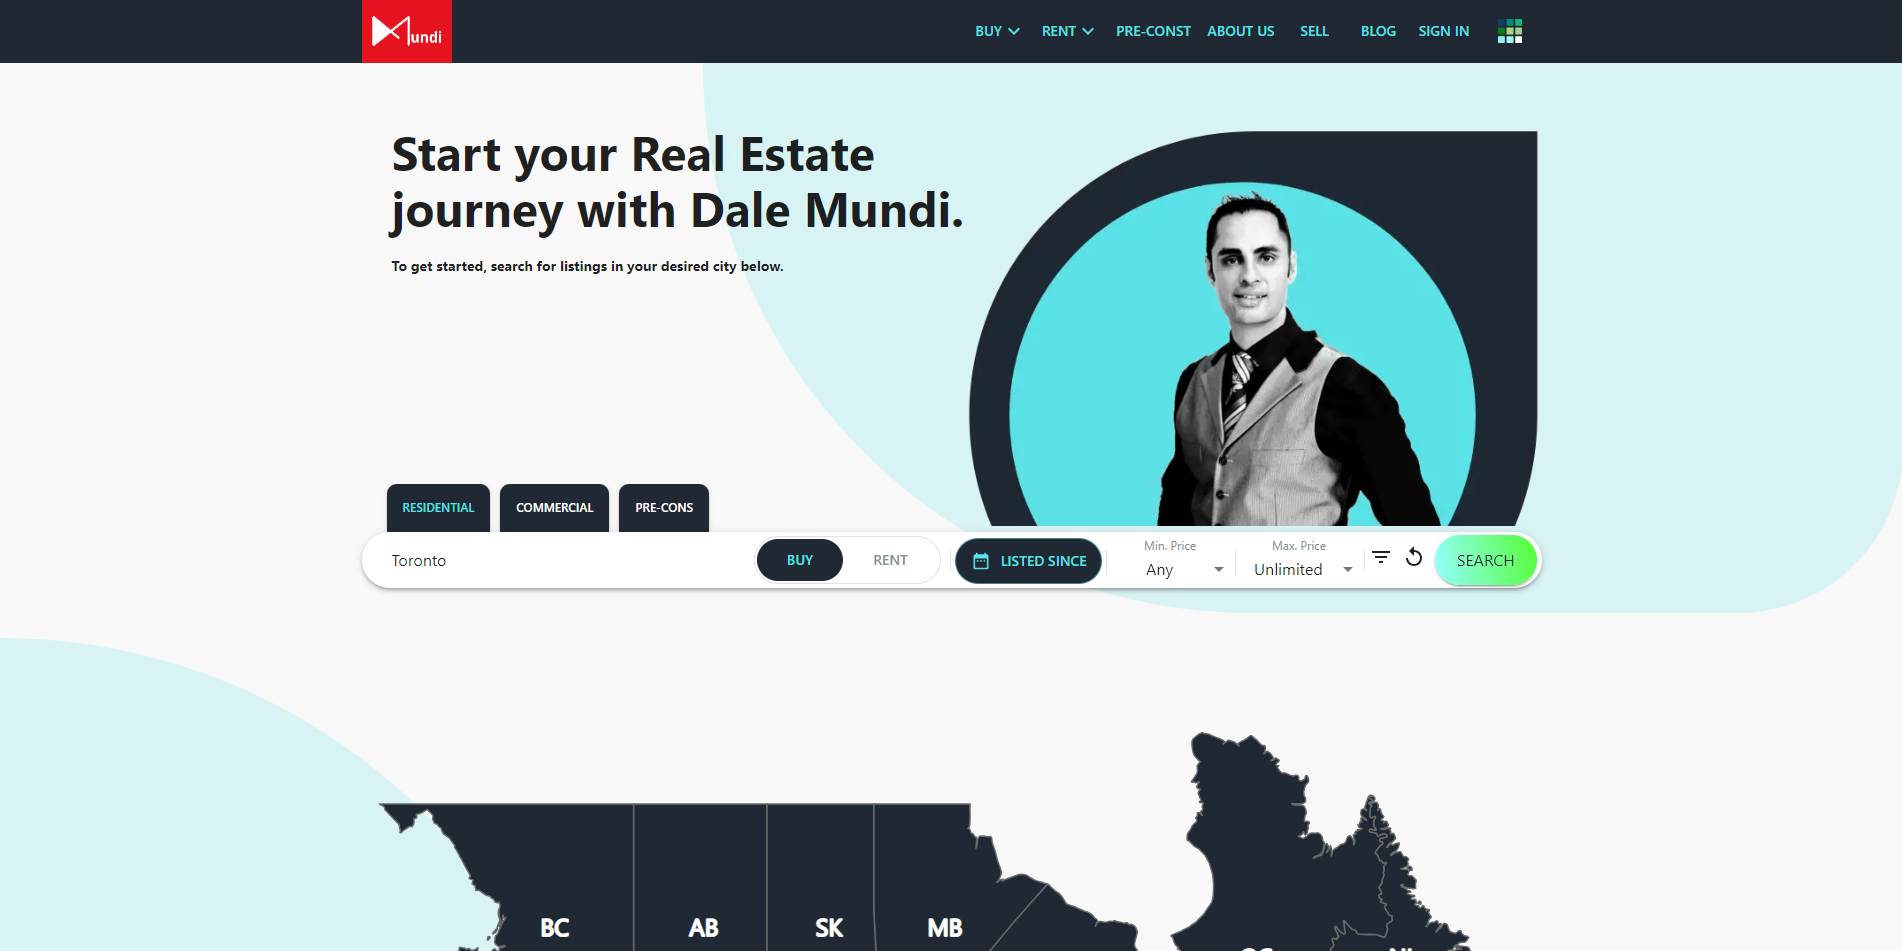 Mundi
BUY RENT PRE-CONST ABOUT US SELL BLOG SIGN IN
Start your Real Estate
journey with Dale Mundi.
To get started, search for listings in your desired city below.
RESIDENTIAL COMMERCIAL PRE-CONS
Toronto
BUY RENT
LISTED SINCE
Min. Price
Any
Max. Price
Unlimited
SEARCH
BC AB SK MB